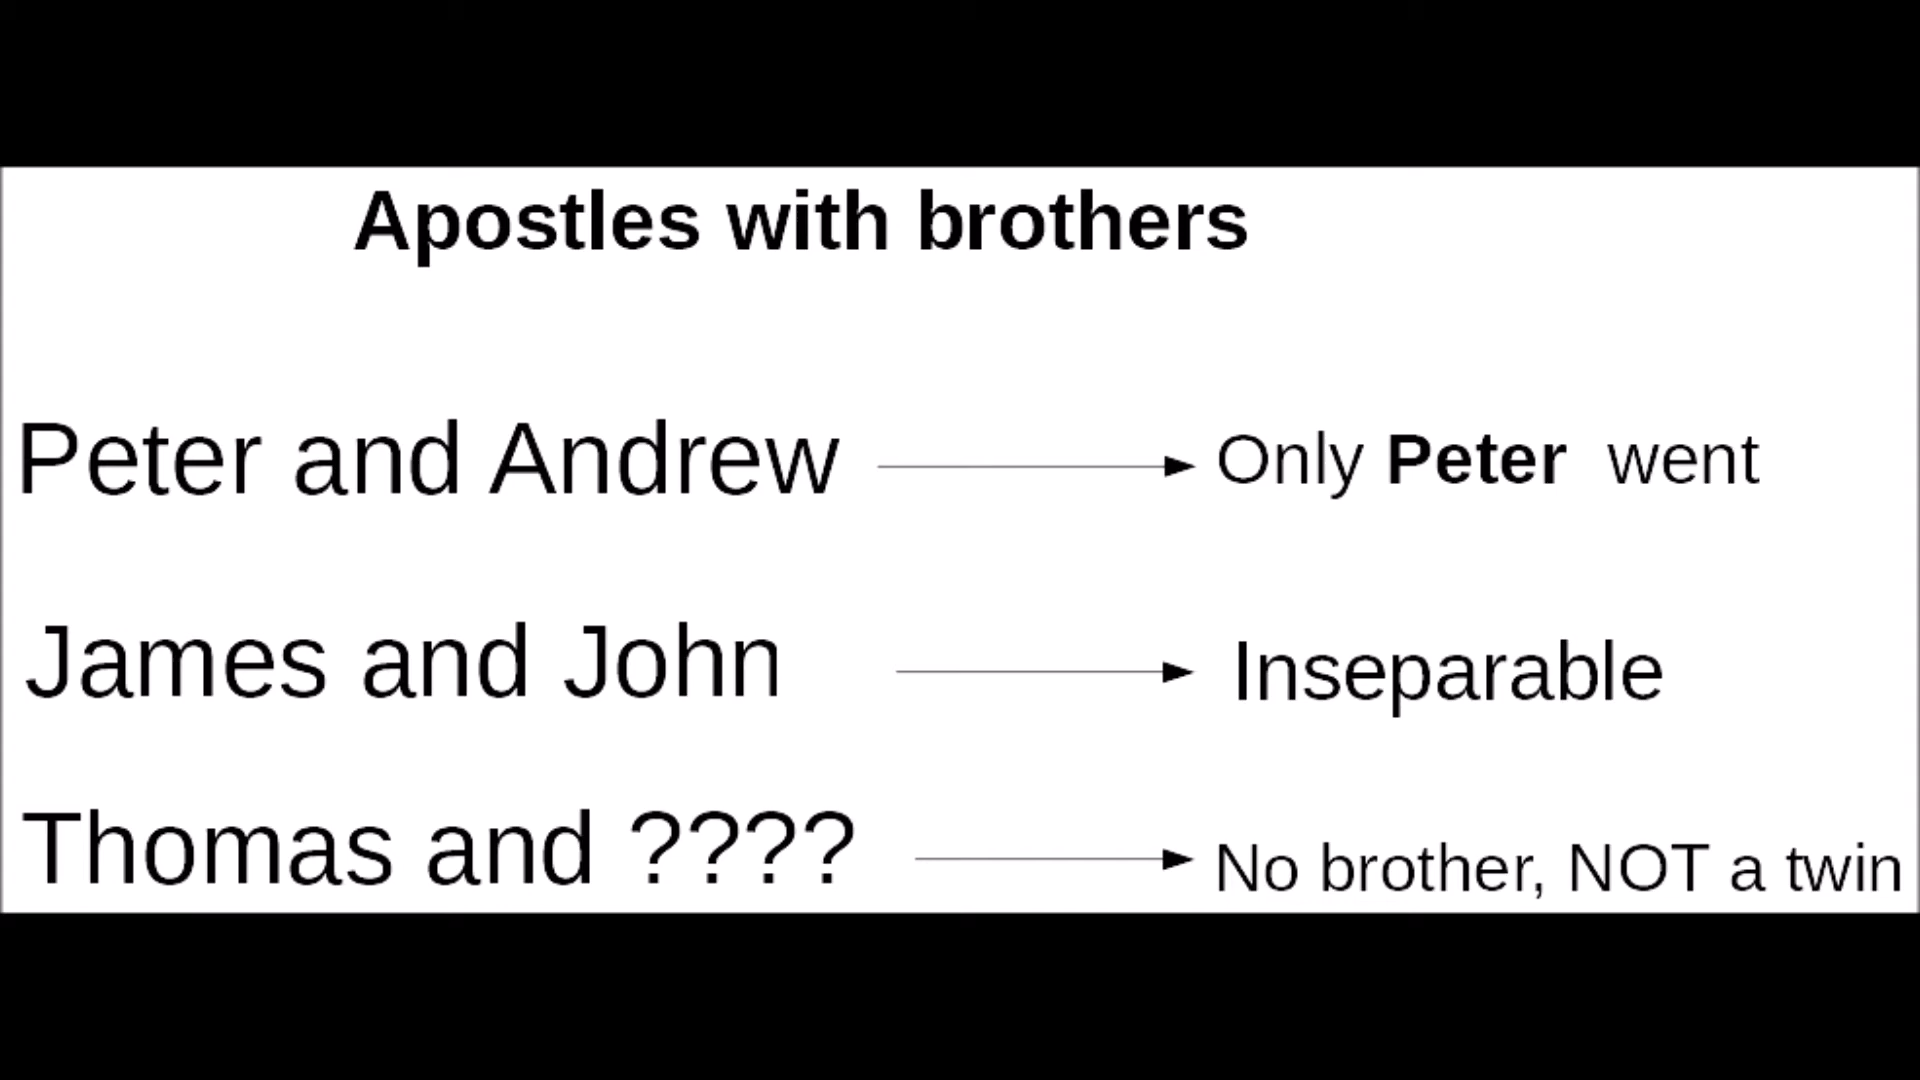 Apostles with brothers
Peter and Andrew Only Peter went
James and John Inseparable
Thomas and ???? No brother, NOT a twin